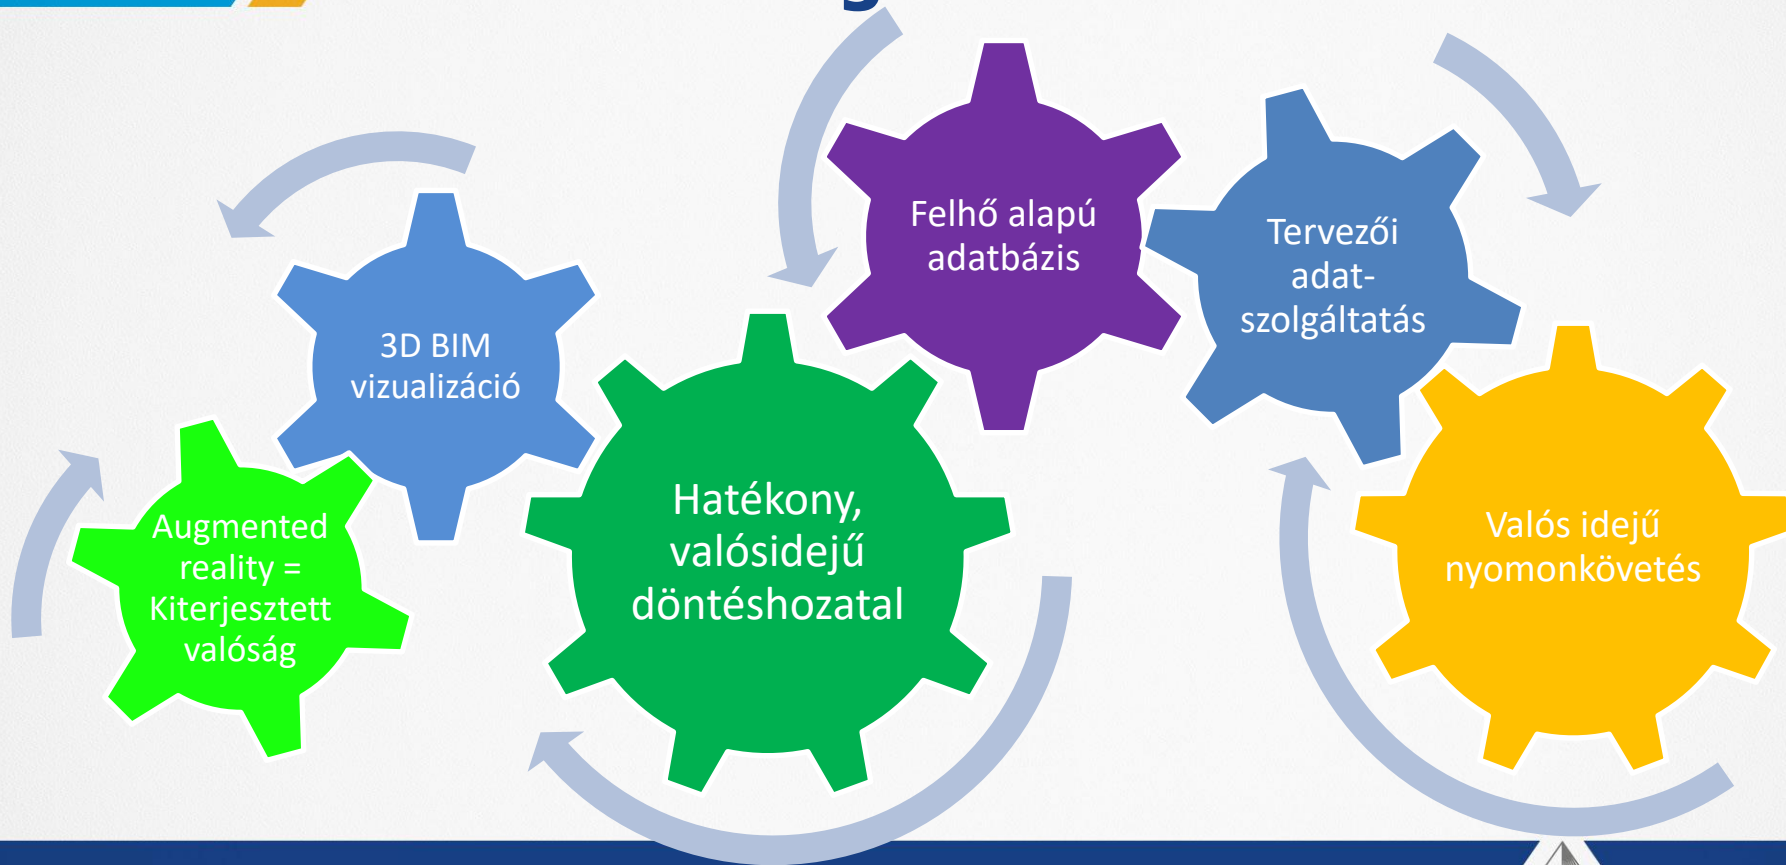 3D BIM
vizualizáció
Augmented
reality =
Kiterjesztett
valóság
Hatékony,
valósidejű
döntéshozatal
Felhő alapú
adatbázis
Tervezői
adat-
szolgáltatás
Valós idejű
nyomonkövetés